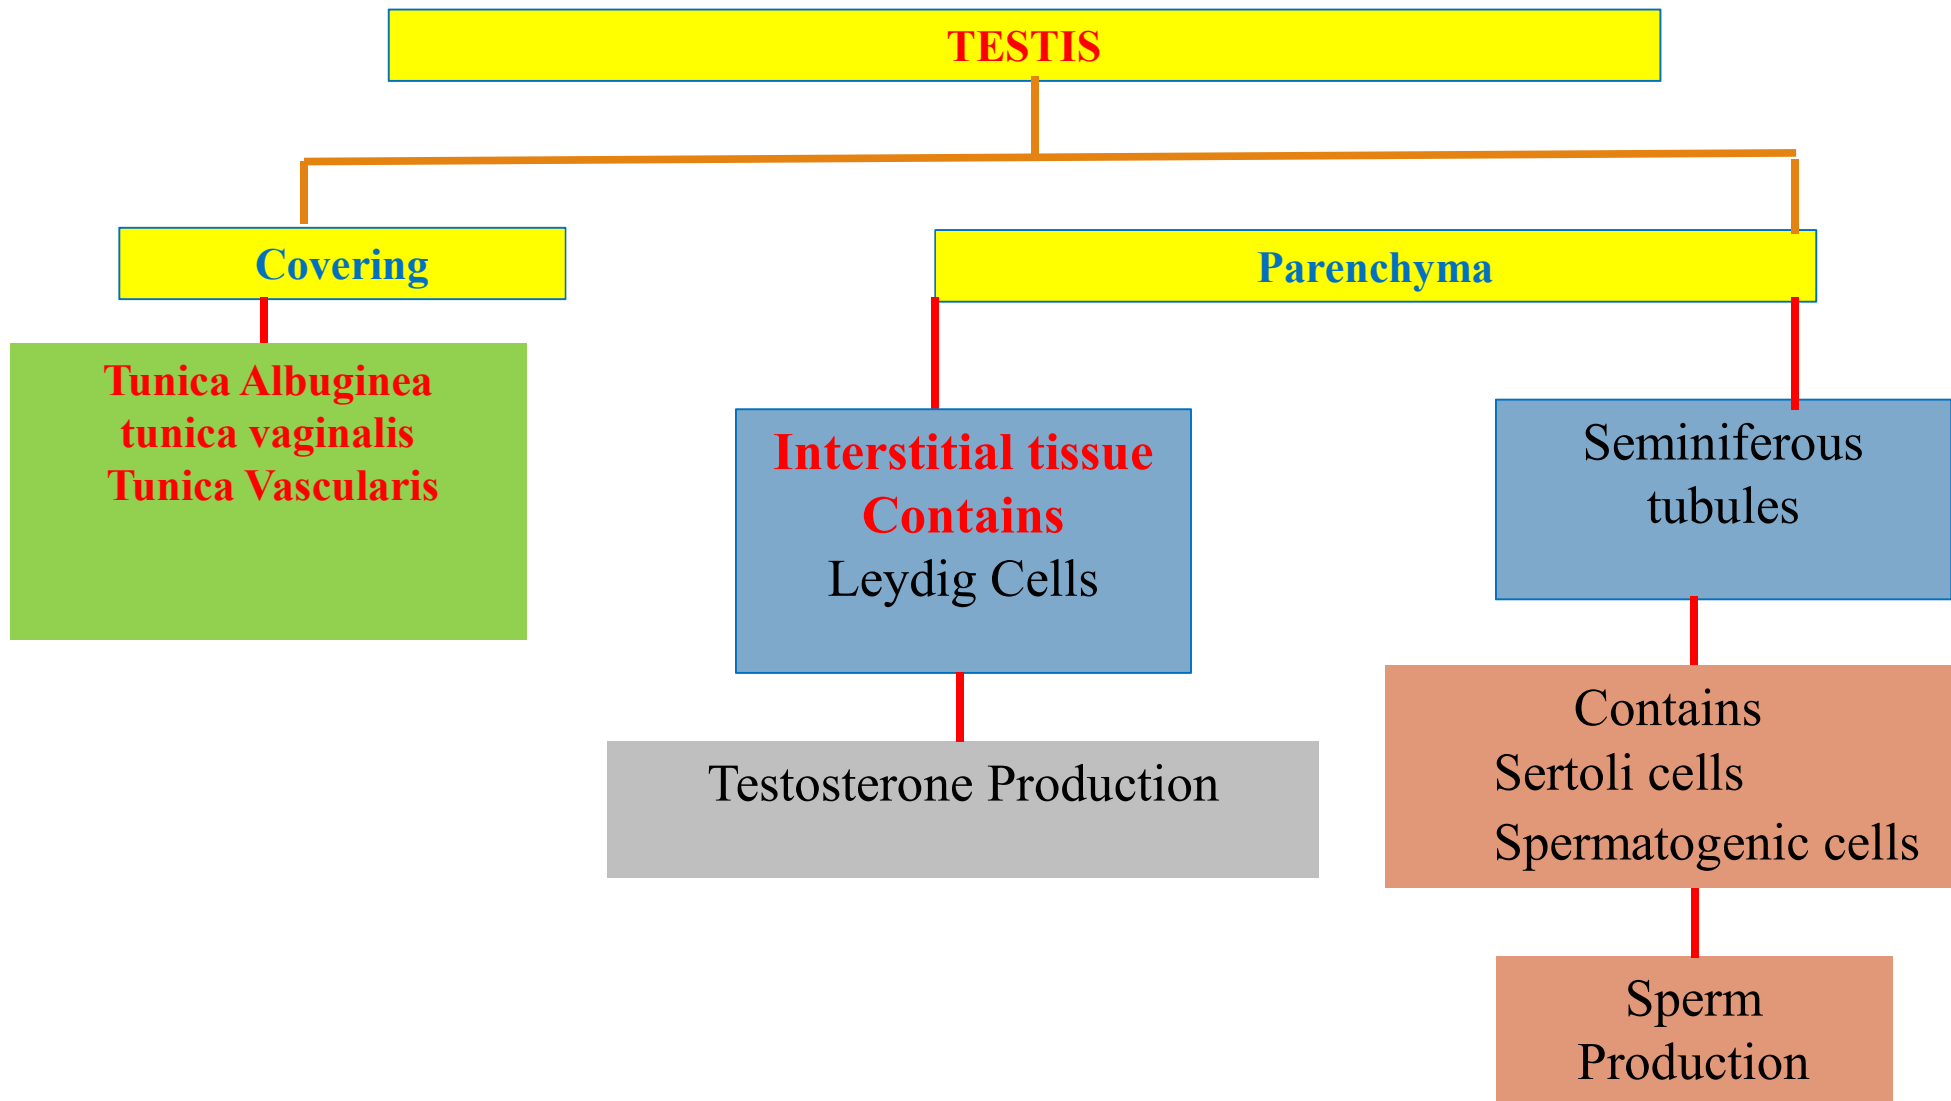 TESTIS
Covering
Parenchyma
Tunica Albuginea
tunica vaginalis
Tunica Vascularis
Interstitial tissue
Contains
Leydig Cells
Seminiferous
tubules
Testosterone Production
Contains
Sertoli cells
Spermatogenic cells
Sperm
Production